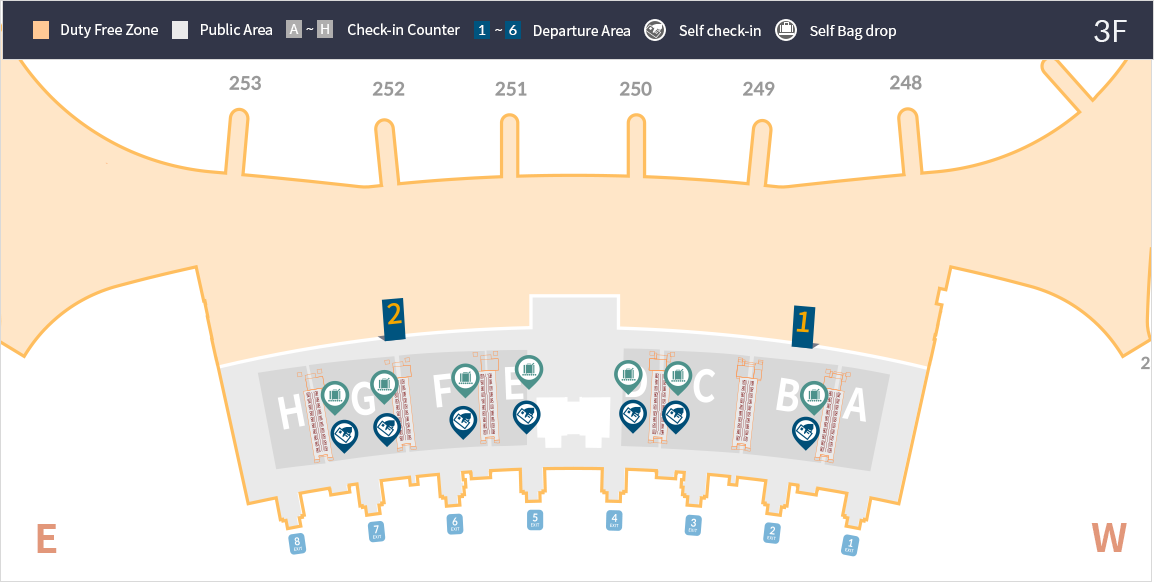 Duty Free Zone
Public Area
A ~ H Check-in Counter
1 ~ 6 Departure Area
Self check-in
Self Bag drop
3F
253
252
251
250
249
248
2
1
2
H
G
F
E
C
B
A
8
EXIT
7
EXIT
6
EXIT
5
EXIT
4
EXIT
3
EXIT
2
EXIT
1
EXIT
E
W